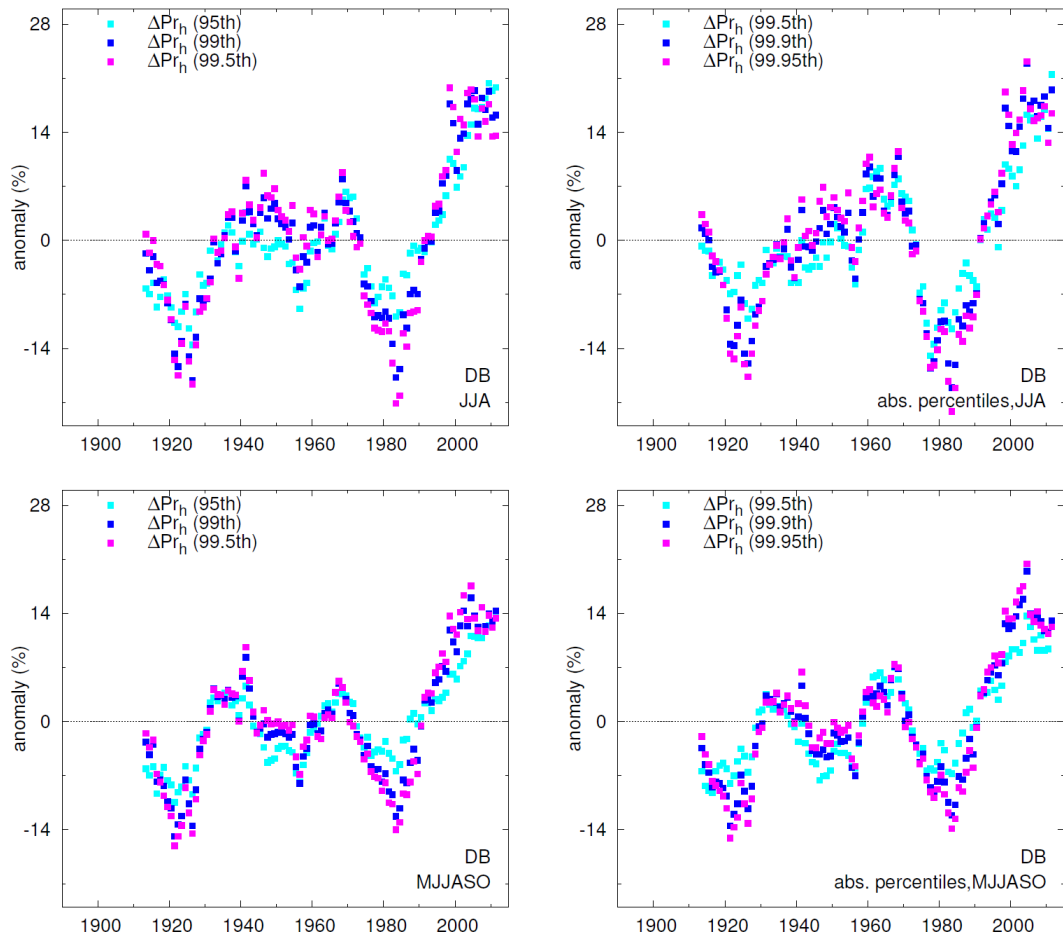 28
14
0
-14
anomaly (%)
ΔPr_h (95th)
ΔPr_h (99th)
ΔPr_h (99.5th)
DB
JJA
1900 1920 1940 1960 1980 2000
28
14
0
-14
anomaly (%)
ΔPr_h (99.5th)
ΔPr_h (99.9th)
ΔPr_h (99.95th)
DB
abs. percentiles,JJA
1900 1920 1940 1960 1980 2000
28
14
0
-14
anomaly (%)
ΔPr_h (95th)
ΔPr_h (99th)
ΔPr_h (99.5th)
DB
MJJASO
1900 1920 1940 1960 1980 2000
28
14
0
-14
anomaly (%)
ΔPr_h (99.5th)
ΔPr_h (99.9th)
ΔPr_h (99.95th)
DB
abs. percentiles,MJJASO
1900 1920 1940 1960 1980 2000